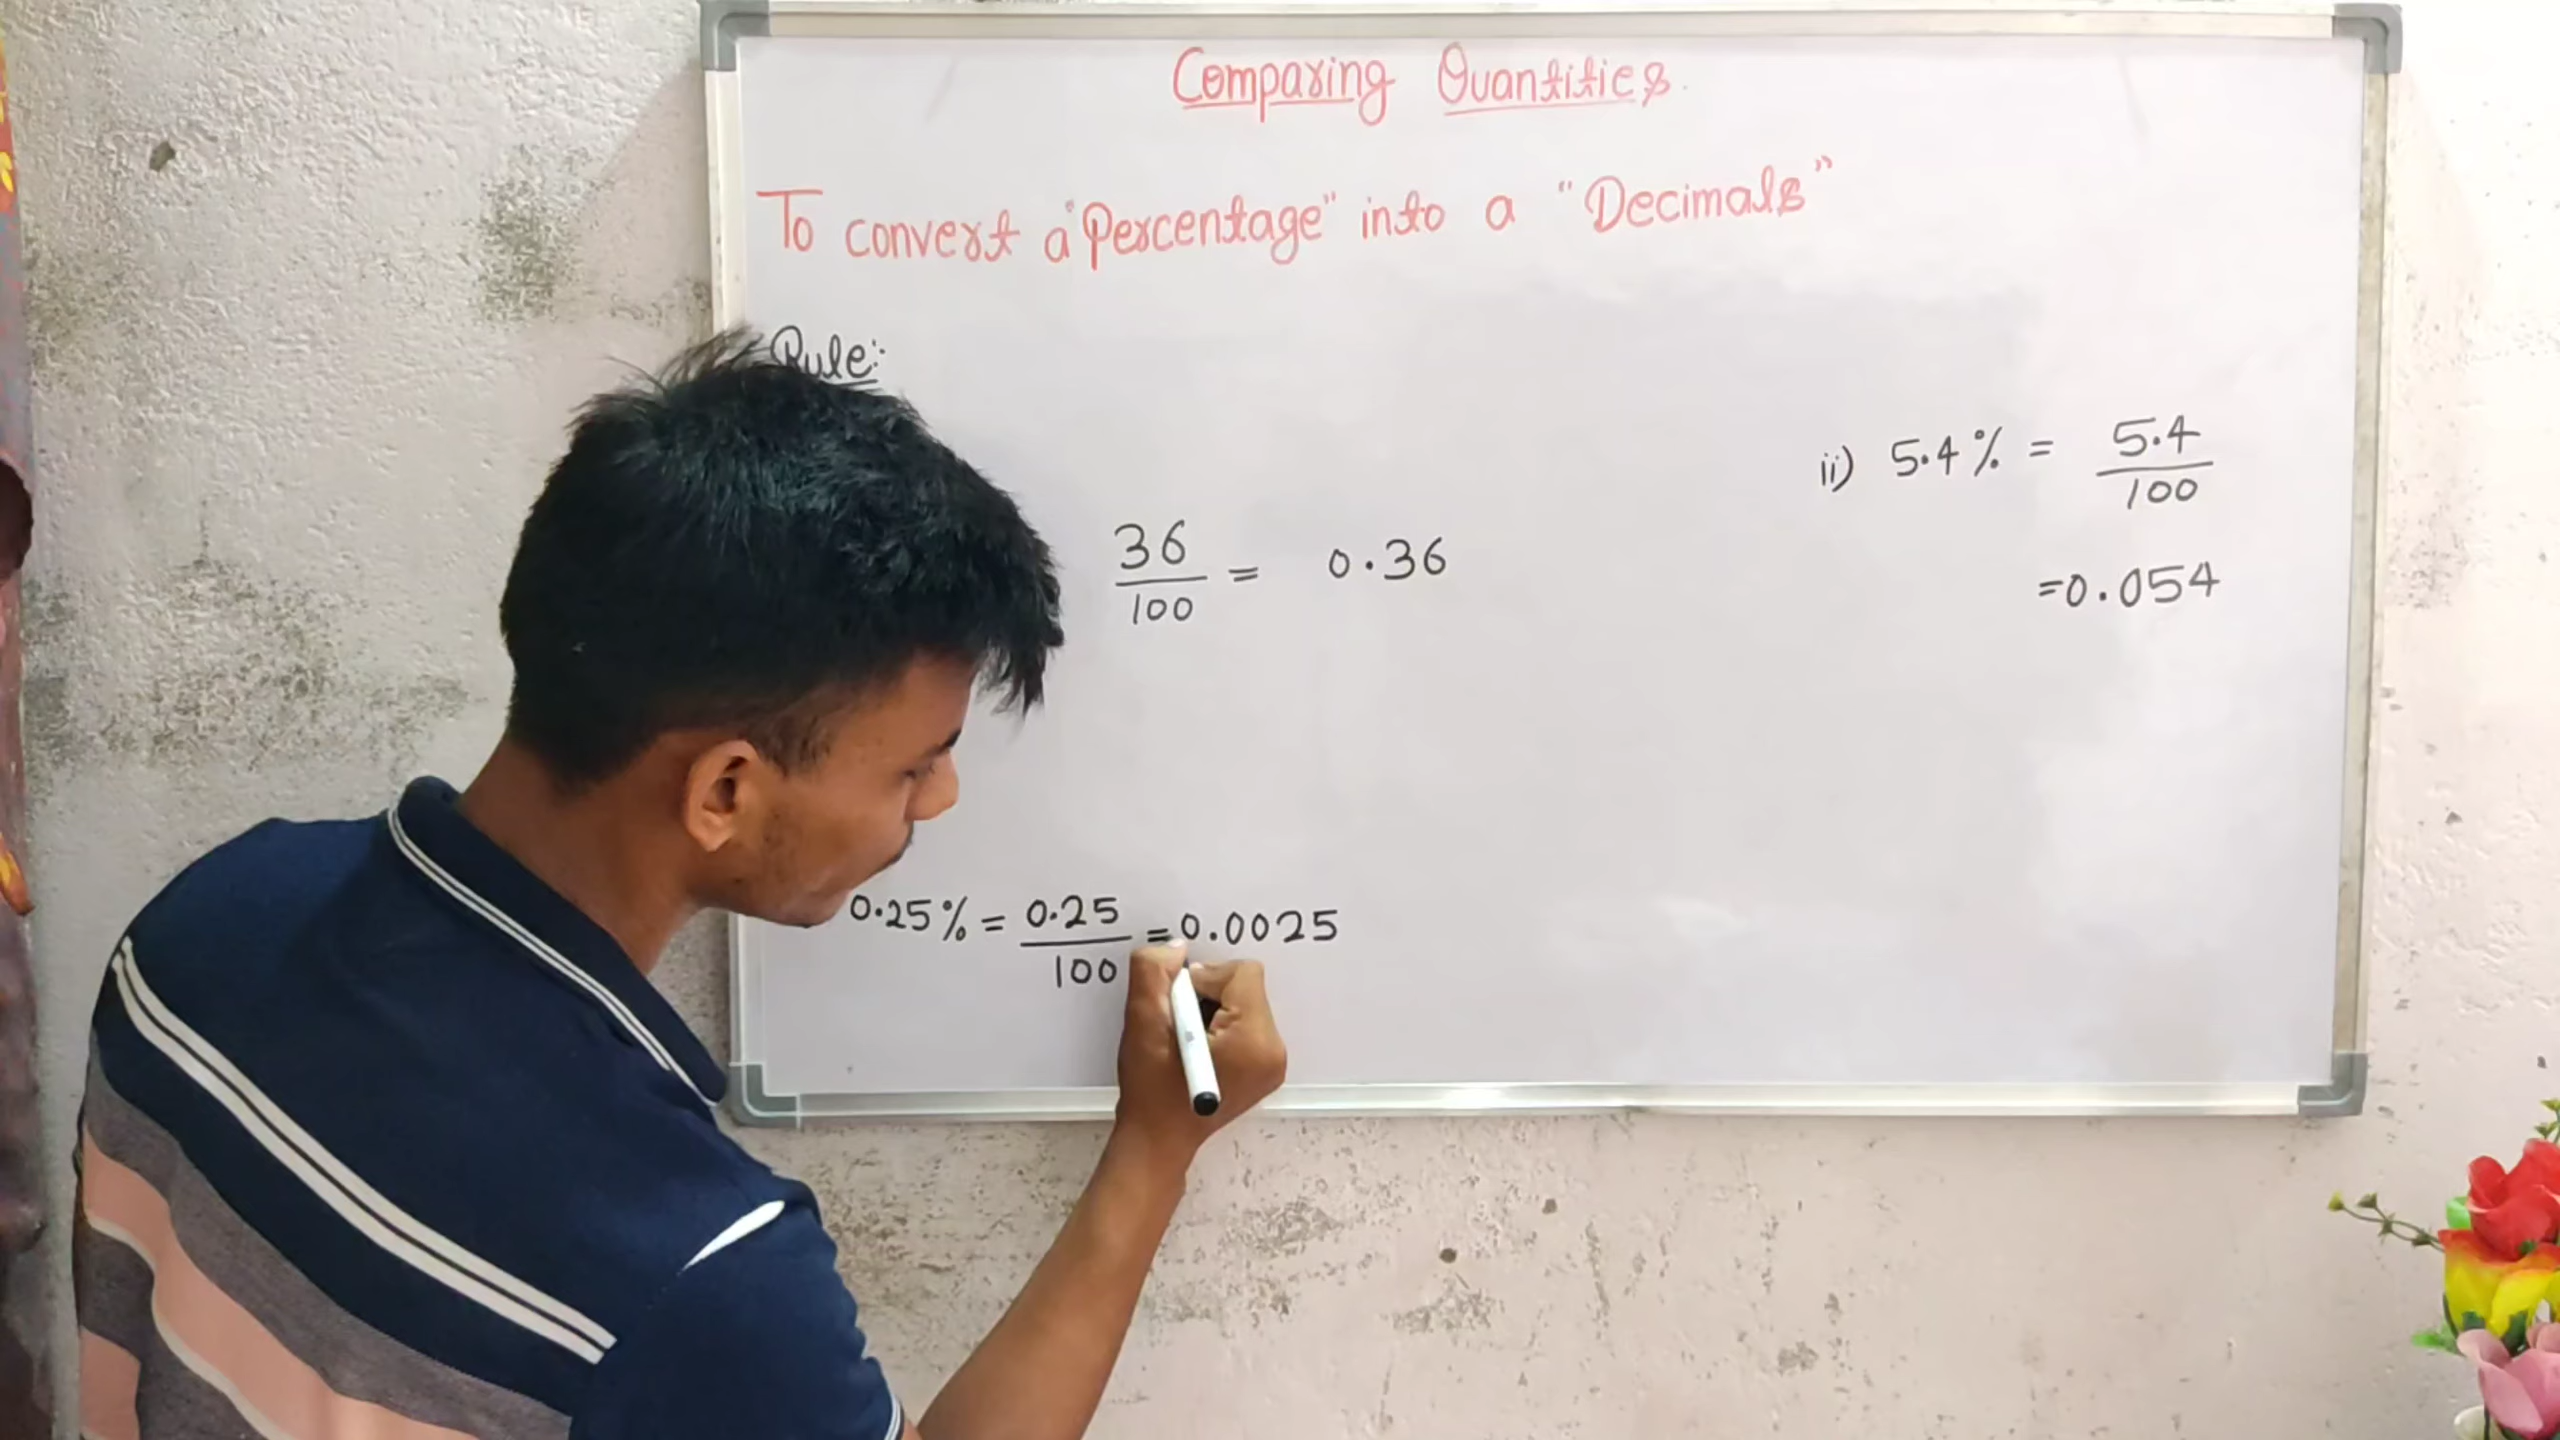 Comparing Quantities.
To convert a "Percentage" into a "Decimals"
Rule:
36/100 = 0.36
ii) 5.4% = 5.4/100
=0.054
0.25% = 0.25/100 =0.0025